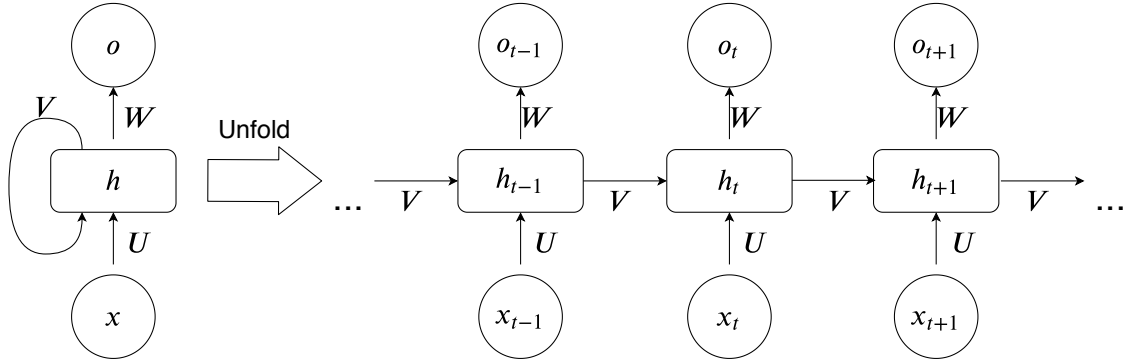 o o_{t−1} o_t o_{t+1}
V W W W W
Unfold
h h_{t−1} h_t h_{t+1}
... V V V V ...
U U U U
x x_{t−1} x_t x_{t+1}